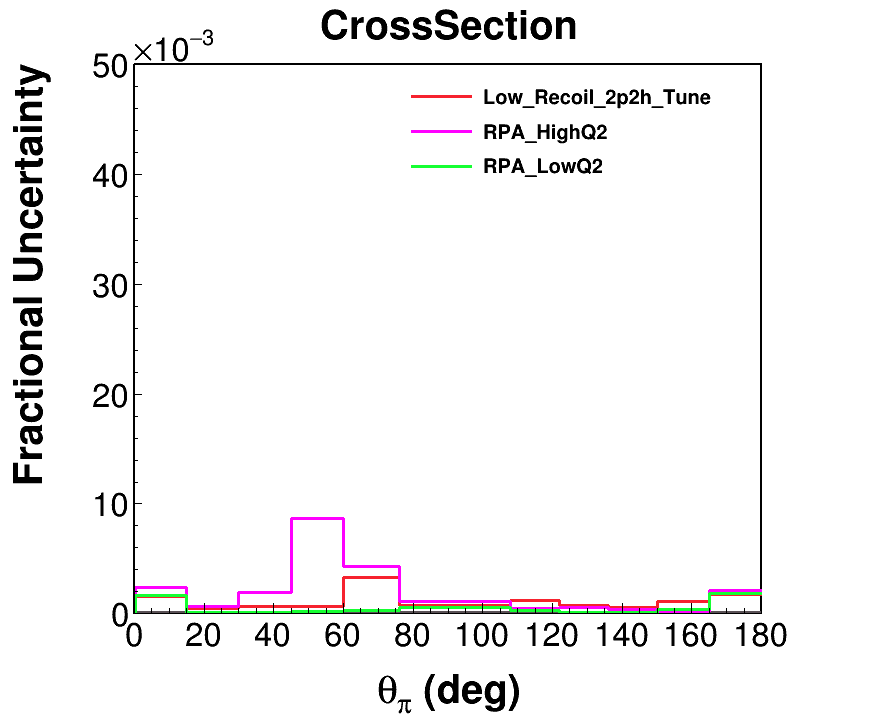 CrossSection
×10⁻³
Fractional Uncertainty
50
40
30
20
10
0
Low_Recoil_2p2h_Tune
RPA_HighQ2
RPA_LowQ2
0 20 40 60 80 100 120 140 160 180
θπ (deg)